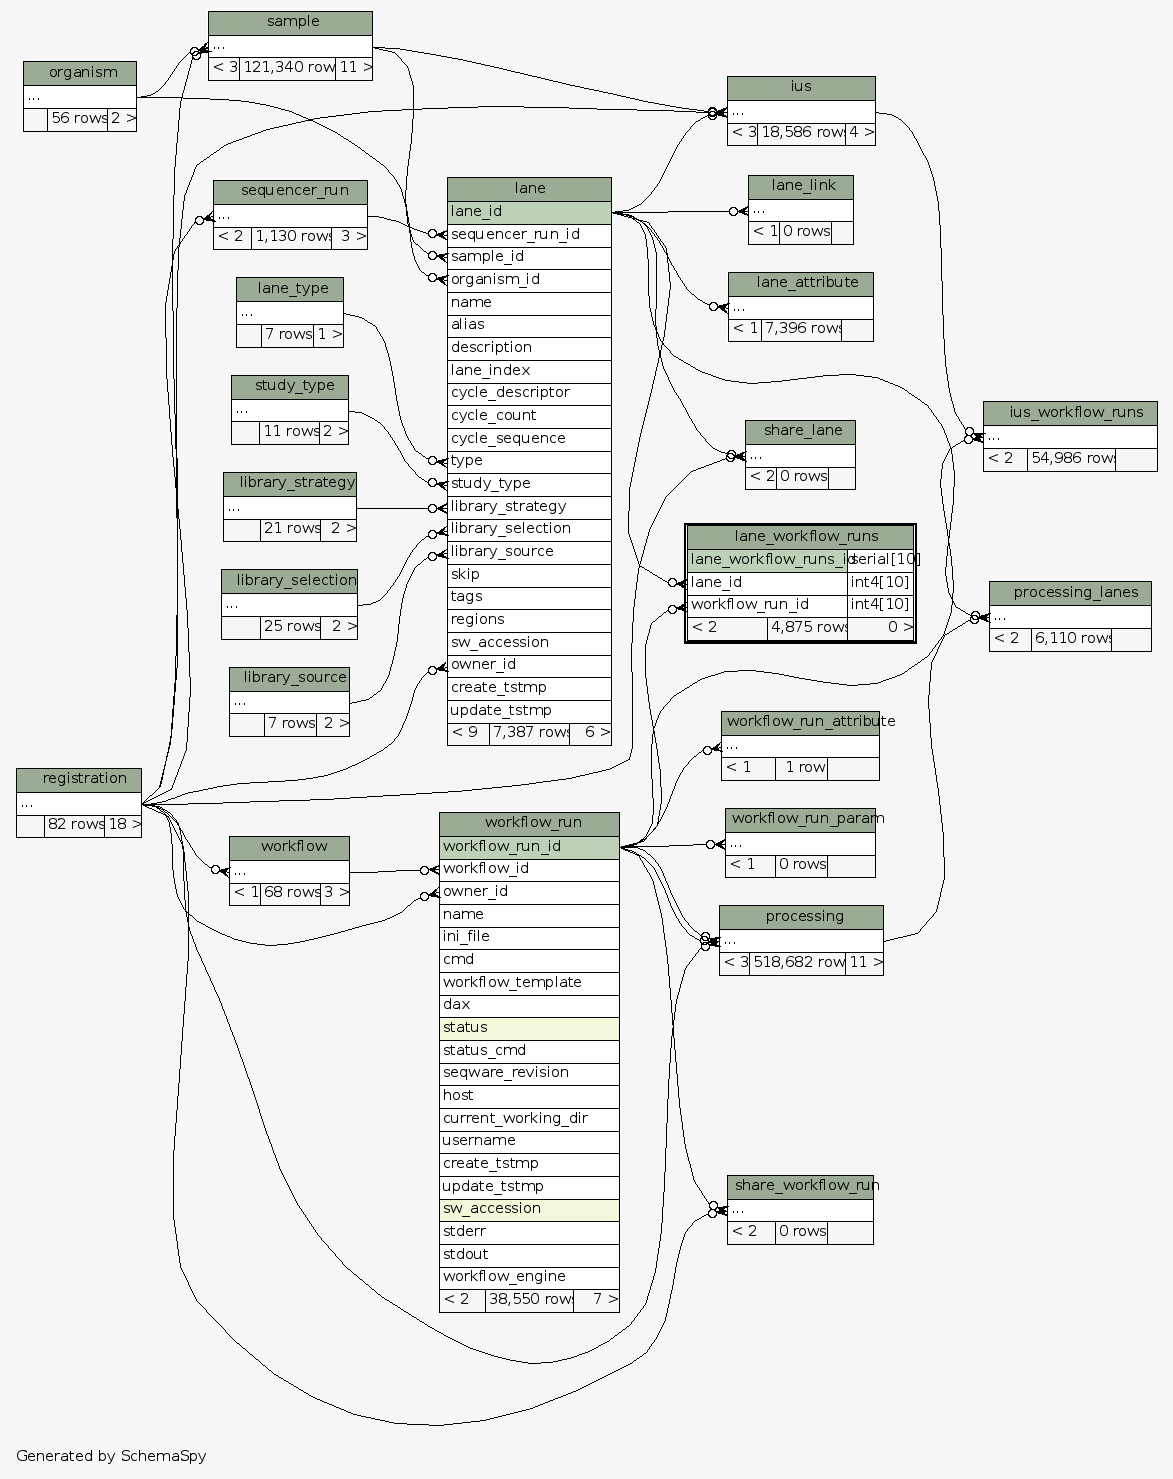 sample
...
< 3 121,340 row 11 >
organism
...
56 rows 2 >
ius
...
< 3 18,586 rows 4 >
sequencer_run
...
< 2 1,130 rows 3 >
lane_type
...
7 rows 1 >
study_type
...
11 rows 2 >
library_strategy
...
21 rows 2 >
library_selection
...
25 rows 2 >
library_source
...
7 rows 2 >
registration
...
82 rows 18 >
lane
lane_id
sequencer_run_id
sample_id
organism_id
name
alias
description
lane_index
cycle_descriptor
cycle_count
cycle_sequence
type
study_type
library_strategy
library_selection
library_source
skip
tags
regions
sw_accession
owner_id
create_tstmp
update_tstmp
< 9 7,387 rows 6 >
lane_link
...
< 1 0 rows
lane_attribute
...
< 1 7,396 rows
share_lane
...
< 2 0 rows
ius_workflow_runs
...
< 2 54,986 rows
lane_workflow_runs
lane_workflow_runs_id serial[10]
lane_id int4[10]
workflow_run_id int4[10]
< 2 4,875 rows 0 >
processing_lanes
...
< 2 6,110 rows
workflow_run_attribute
...
< 1 1 row
workflow_run_param
...
< 1 0 rows
processing
...
< 3 518,682 row 11 >
workflow
...
< 1 68 rows 3 >
workflow_run
workflow_run_id
workflow_id
owner_id
name
ini_file
cmd
workflow_template
dax
status
status_cmd
seqware_revision
host
current_working_dir
username
create_tstmp
update_tstmp
sw_accession
stderr
stdout
workflow_engine
< 2 38,550 rows 7 >
share_workflow_run
...
< 2 0 rows
Generated by SchemaSpy